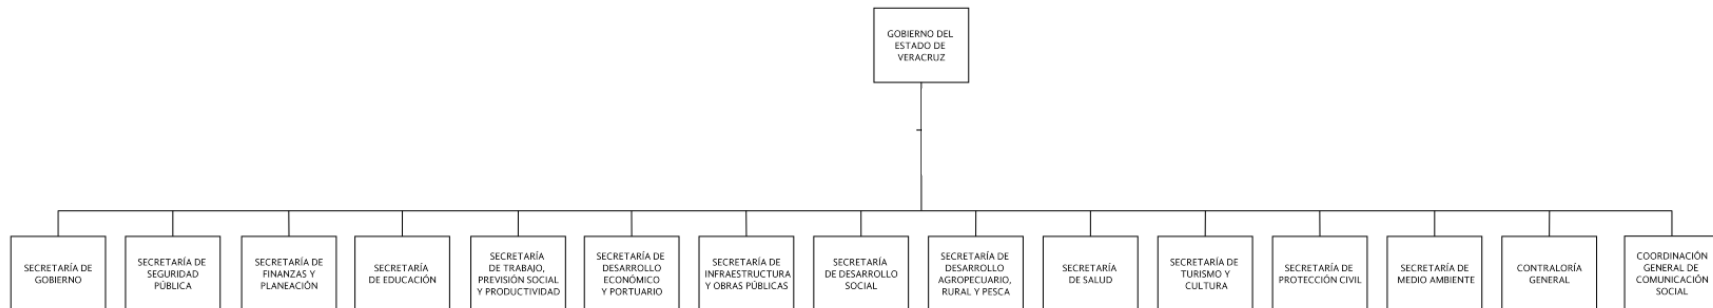 GOBIERNO DEL
ESTADO DE
VERACRUZ
SECRETARÍA DE
GOBIERNO
SECRETARÍA DE
SEGURIDAD
PÚBLICA
SECRETARÍA DE
FINANZAS Y
PLANEACIÓN
SECRETARÍA
DE EDUCACIÓN
SECRETARÍA
DE TRABAJO,
PREVISIÓN SOCIAL
Y PRODUCTIVIDAD
SECRETARÍA DE
DESARROLLO
ECONÓMICO
Y PORTUARIO
SECRETARÍA DE
INFRAESTRUCTURA
Y OBRAS PÚBLICAS
SECRETARÍA
DE DESARROLLO
SOCIAL
SECRETARÍA DE
DESARROLLO
AGROPECUARIO,
RURAL Y PESCA
SECRETARÍA
DE SALUD
SECRETARÍA DE
TURISMO Y
CULTURA
SECRETARÍA DE
PROTECCIÓN CIVIL
SECRETARÍA DE
MEDIO AMBIENTE
CONTRALORÍA
GENERAL
COORDINACIÓN
GENERAL DE
COMUNICACIÓN
SOCIAL